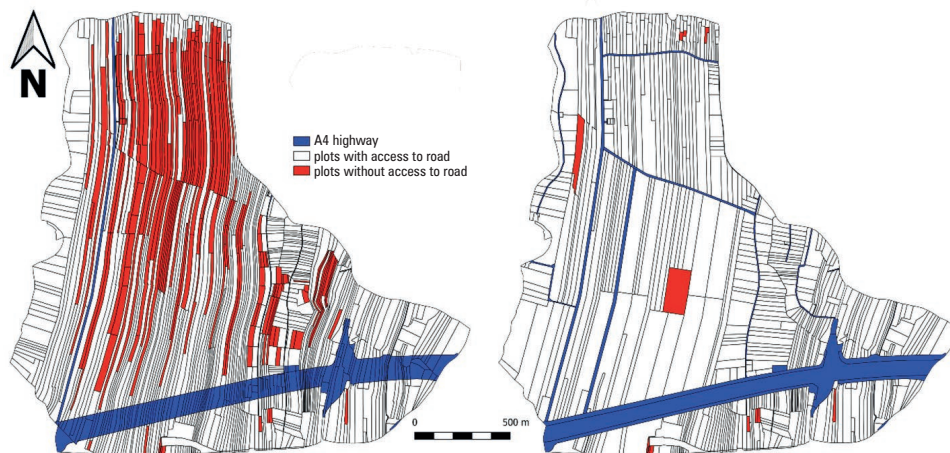 N
A4 highway
plots with access to road
plots without access to road
0 500 m